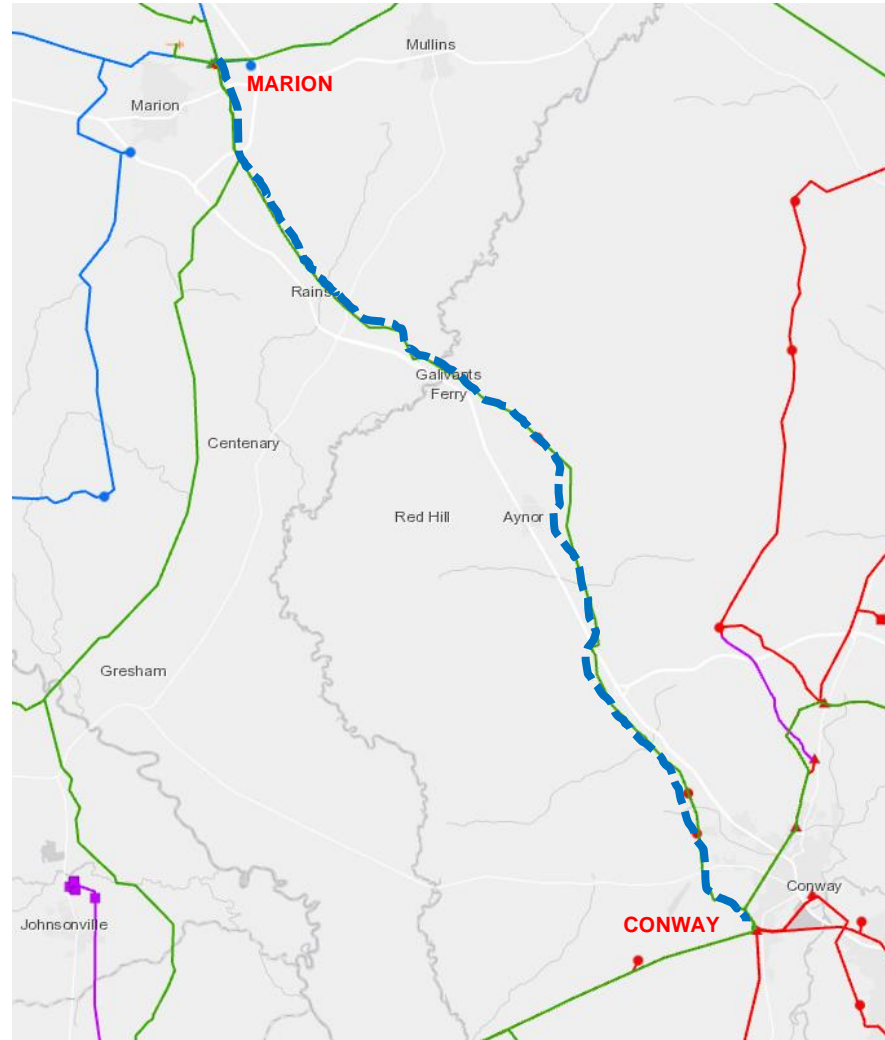 Mullins
MARION
Marion
Rains
Galivants
Ferry
Centenary
Red Hill
Aynor
Gresham
Conway
Johnsonville
CONWAY